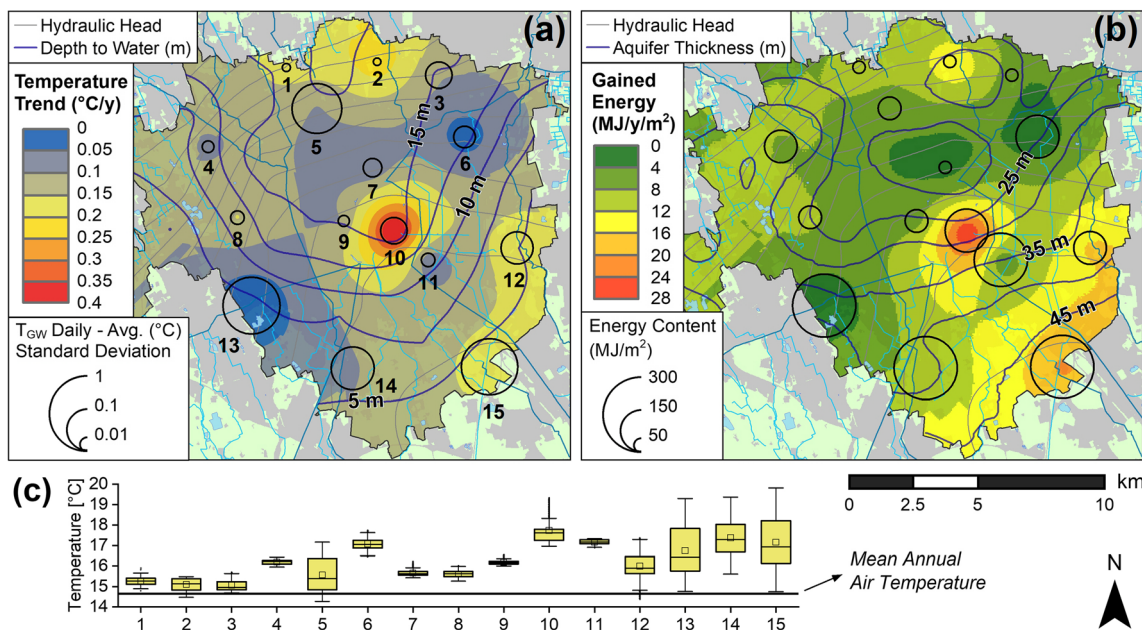 (a)
Hydraulic Head
Depth to Water (m)
Temperature
Trend (°C/y)
0
0.05
0.1
0.15
0.2
0.25
0.3
0.35
0.4
TGW Daily - Avg. (°C)
Standard Deviation
1
0.1
0.01
1
2
3
4
5
6
7
8
9
10
11
12
13
14
15
15 m
10 m
5 m
(b)
Hydraulic Head
Aquifer Thickness (m)
Gained
Energy
(MJ/y/m²)
0
4
8
12
16
20
24
28
Energy Content
(MJ/m²)
300
150
50
25 m
35 m
45 m
(c)
Temperature [°C]
20
19
18
17
16
15
14
1 2 3 4 5 6 7 8 9 10 11 12 13 14 15
km
0 2.5 5 10
Mean Annual
Air Temperature
N